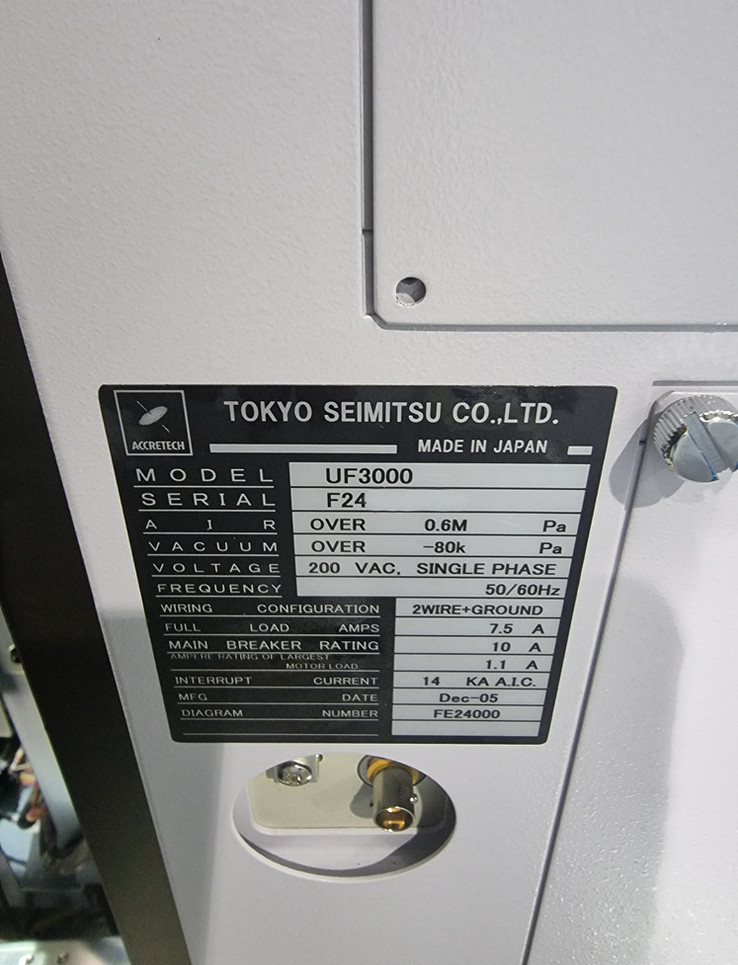 ACCRETECH
TOKYO SEIMITSU CO.,LTD.
MADE IN JAPAN
MODEL UF3000
SERIAL F24
AIR OVER 0.6M Pa
VACUUM OVER -80k Pa
VOLTAGE 200 VAC, SINGLE PHASE
FREQUENCY 50/60Hz
WIRING CONFIGURATION 2WIRE+GROUND
FULL LOAD AMPS 7.5 A
MAIN BREAKER RATING 10 A
AMPERE RATING OF LARGEST
MOTOR LOAD 1.1 A
INTERRUPT CURRENT 14 KA A.I.C.
MFG DATE Dec-05
DIAGRAM NUMBER FE24000